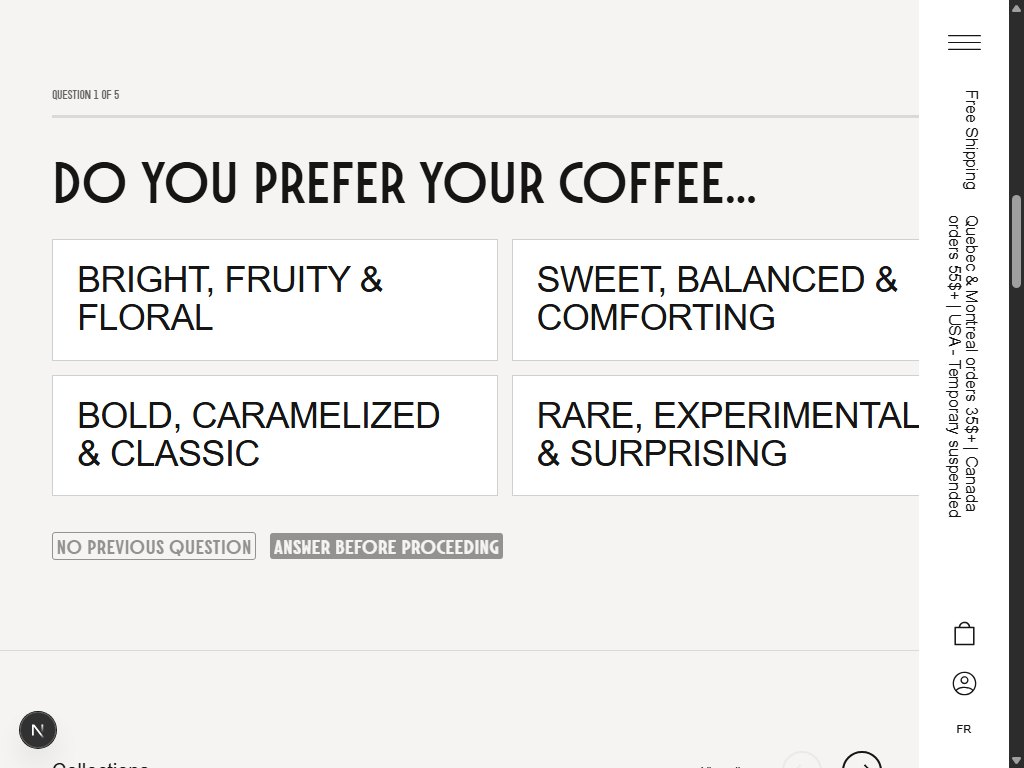 QUESTION 1 OF 5
DO YOU PREFER YOUR COFFEE...
BRIGHT, FRUITY &
FLORAL
SWEET, BALANCED &
COMFORTING
BOLD, CARAMELIZED
& CLASSIC
RARE, EXPERIMENTAL
& SURPRISING
NO PREVIOUS QUESTION
ANSWER BEFORE PROCEEDING
Collections
Free Shipping
Quebec & Montreal orders 35$+ | Canada
orders 55$+ | USA - Temporary suspended
N
FR